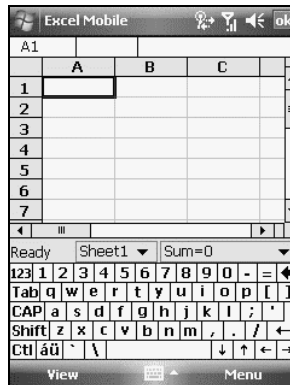 Excel Mobile ok
A1
A B C
1
2
3
4
5
6
7
Ready Sheet1 Sum=0
123 1 2 3 4 5 6 7 8 9 0 - =
Tab q w e r t y u i o p [ ]
CAP a s d f g h j k l ; '
Shift z x c v b n m , . /
Ctl áü ` \
View Menu